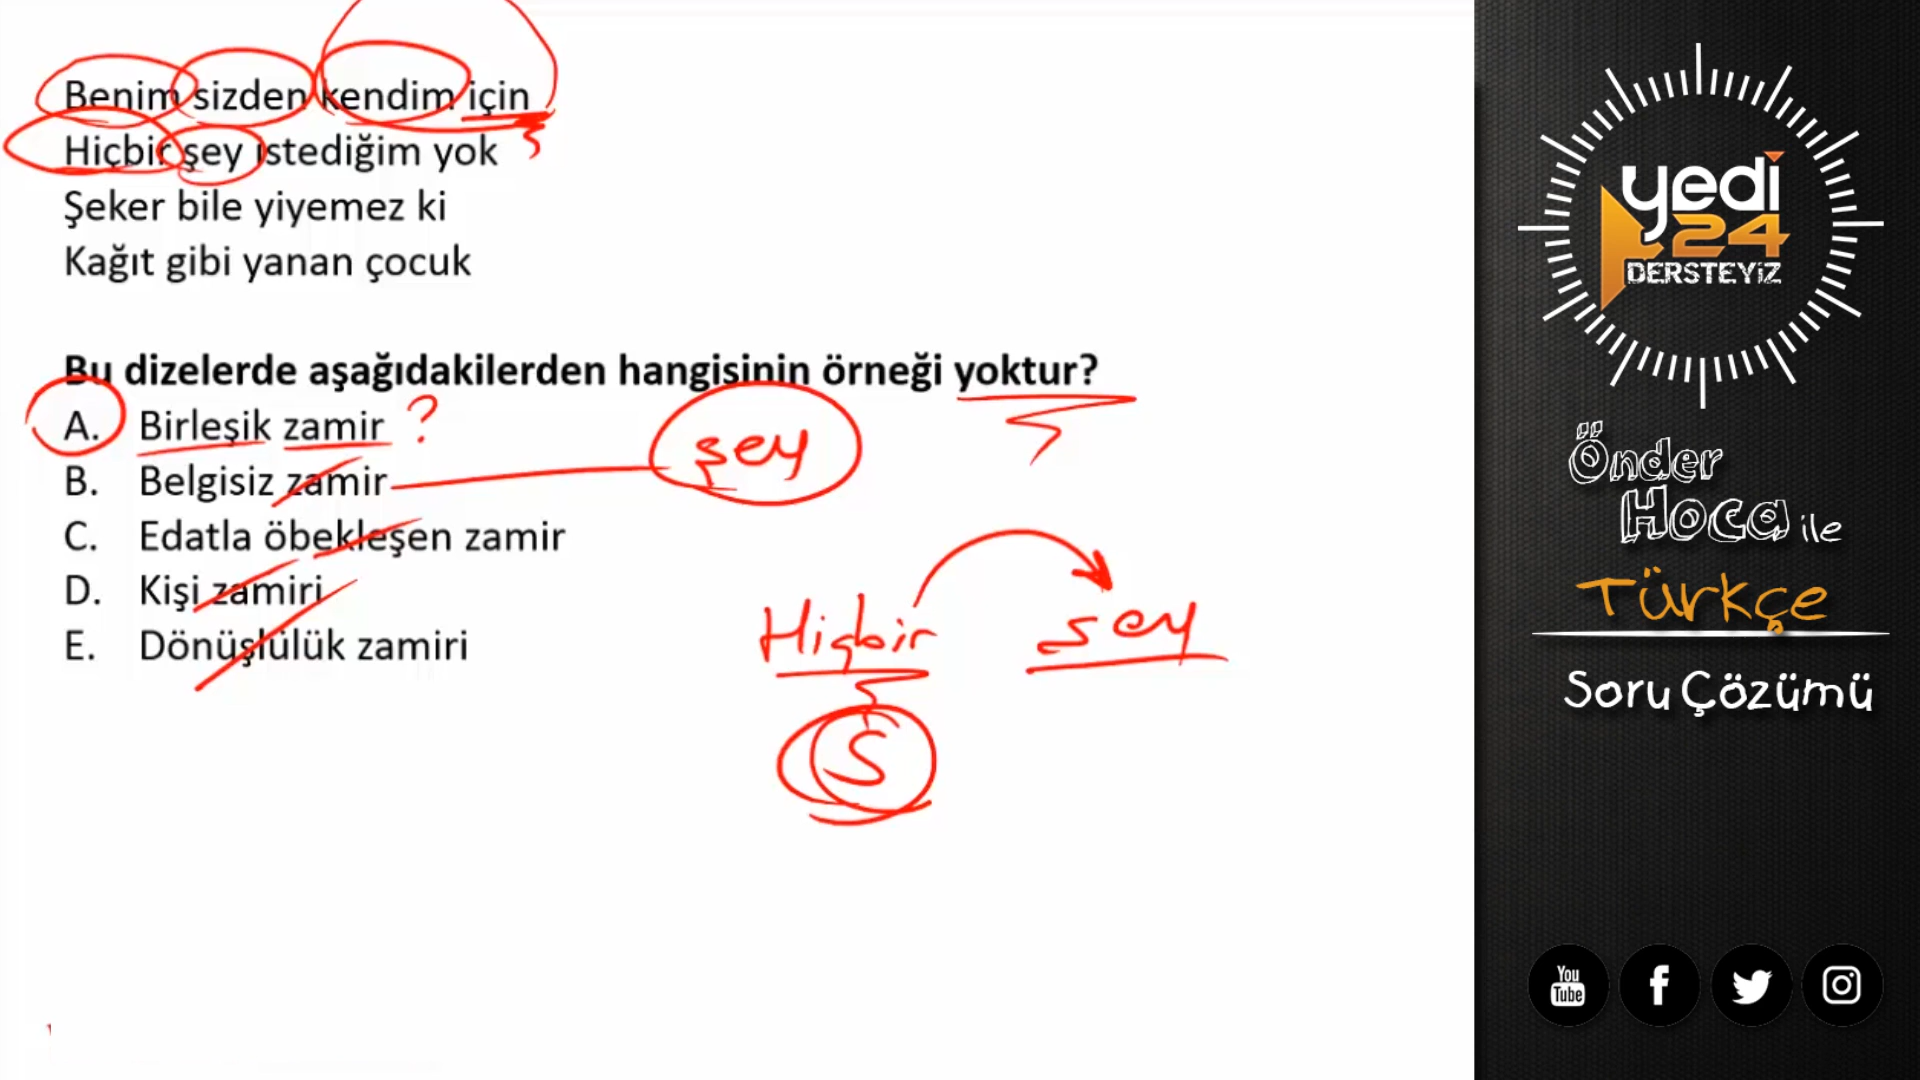 Benim sizden kendim için
Hiçbir şey istediğim yok
Şeker bile yiyemez ki
Kağıt gibi yanan çocuk
Bu dizelerde aşağıdakilerden hangisinin örneği yoktur?
A. Birleşik zamir ?
B. Belgisiz zamir
şey
C. Edatla öbekleşen zamir
D. Kişi zamiri
E. Dönüşlülük zamiri
Hiçbir şey
S
yedi
24
DERSTEYİZ
Önder
Hoca ile
Türkçe
Soru Çözümü
You
Tube